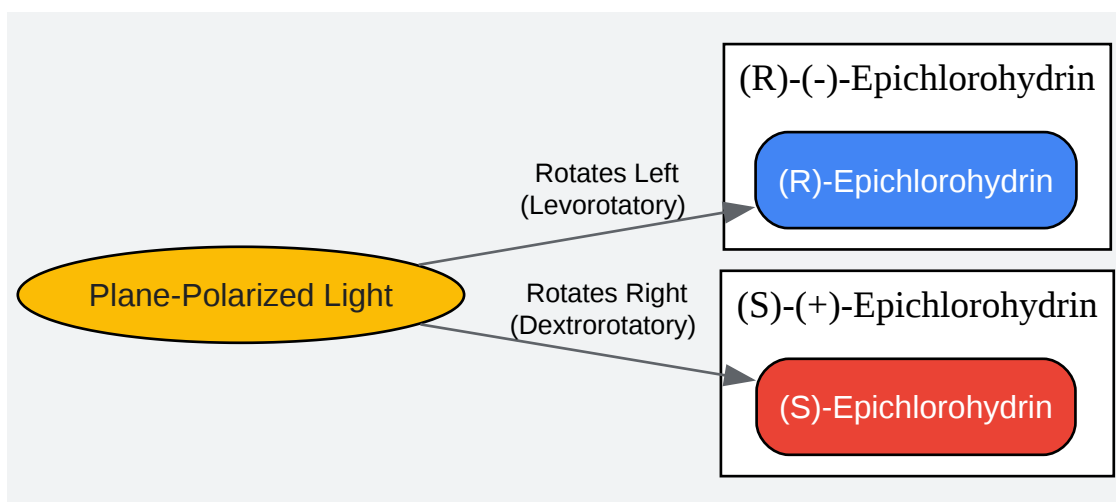 (R)-(-)-Epichlorohydrin
(R)-Epichlorohydrin
Rotates Left
(Levorotatory)
Plane-Polarized Light
Rotates Right
(Dextrorotatory)
(S)-(+)-Epichlorohydrin
(S)-Epichlorohydrin